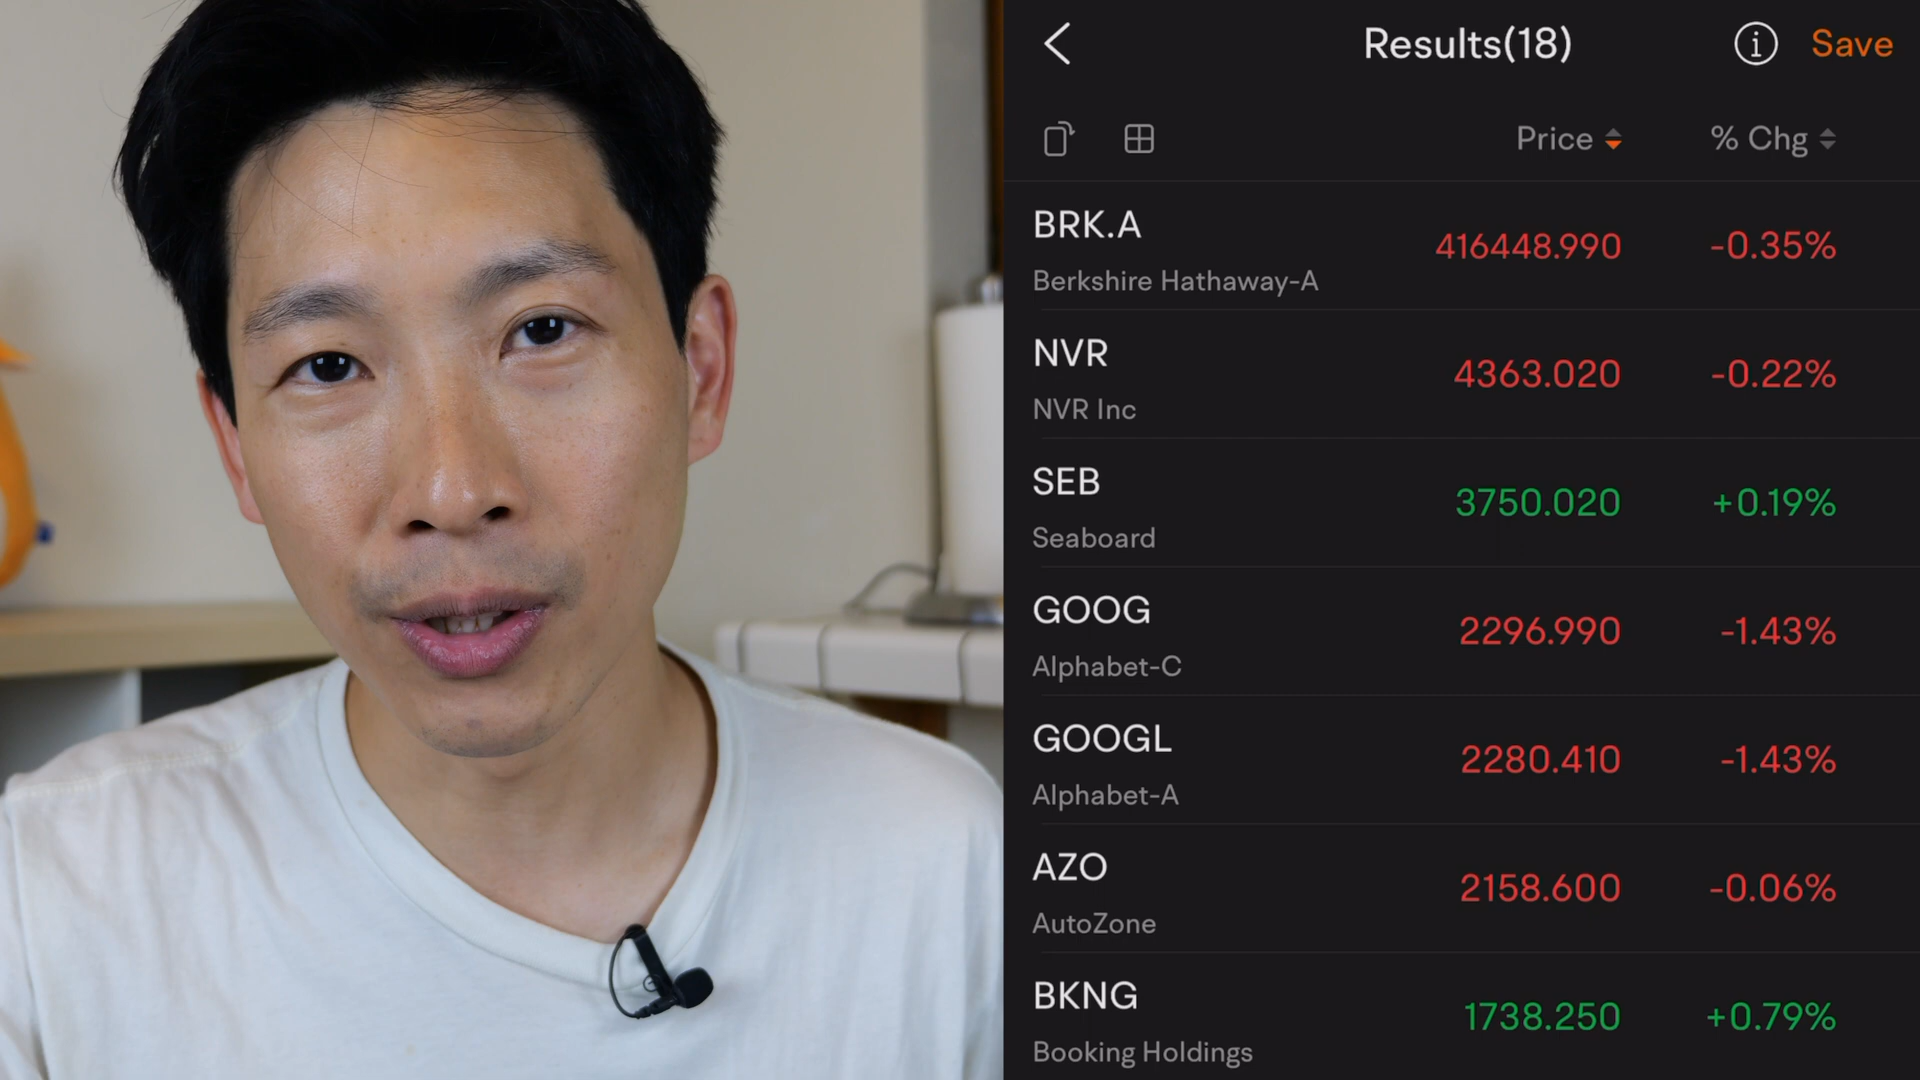 Results(18)
Save
Price
% Chg
BRK.A
416448.990
-0.35%
Berkshire Hathaway-A
NVR
4363.020
-0.22%
NVR Inc
SEB
3750.020
+0.19%
Seaboard
GOOG
2296.990
-1.43%
Alphabet-C
GOOGL
2280.410
-1.43%
Alphabet-A
AZO
2158.600
-0.06%
AutoZone
BKNG
1738.250
+0.79%
Booking Holdings